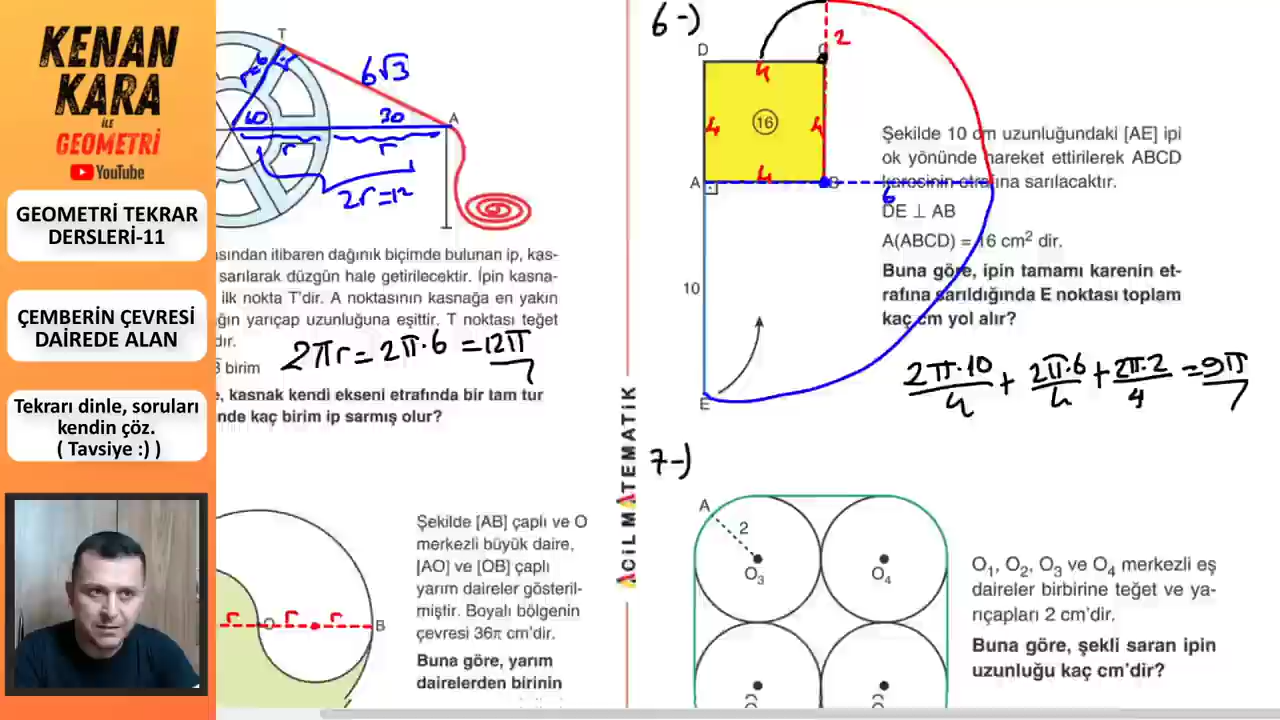 KENAN
KARA
İLE
GEOMETRİ
YouTube
GEOMETRİ TEKRAR
DERSLERİ-11
ÇEMBERİN ÇEVRESİ
DAİREDE ALAN
Tekrarı dinle, soruları
kendin çöz.
( Tavsiye :) )
T
r=6
6√3
30
A
r r
2r=12
asından itibaren dağınık biçimde bulunan ip, kas-
sarılarak düzgün hale getirilecektir. İpin kasna-
ilk nokta T'dir. A noktasının kasnağa en yakın
ğın yarıçap uzunluğuna eşittir. T noktası teğet
dır.
birim
2πr = 2π·6 = 12π
e, kasnak kendi ekseni etrafında bir tam tur
nde kaç birim ip sarmış olur?
r O r r B
Şekilde [AB] çaplı ve O
merkezli büyük daire,
[AO] ve [OB] çaplı
yarım daireler gösteril-
miştir. Boyalı bölgenin
çevresi 36π cm'dir.
Buna göre, yarım
dairelerden birinin
ACİL MATEMATİK
6-)
D C 2
4
4 16 4
4
A B 6
10
E
Şekilde 10 cm uzunluğundaki [AE] ipi
ok yönünde hareket ettirilerek ABCD
karesinin etrafına sarılacaktır.
DE ⊥ AB
A(ABCD) = 16 cm² dir.
Buna göre, ipin tamamı karenin et-
rafına sarıldığında E noktası toplam
kaç cm yol alır?
2π·10/4 + 2π·6/4 + 2π·2/4 = 9π
7-)
A
2
O₃ O₄
O₁, O₂, O₃ ve O₄ merkezli eş
daireler birbirine teğet ve ya-
rıçapları 2 cm'dir.
Buna göre, şekli saran ipin
uzunluğu kaç cm'dir?